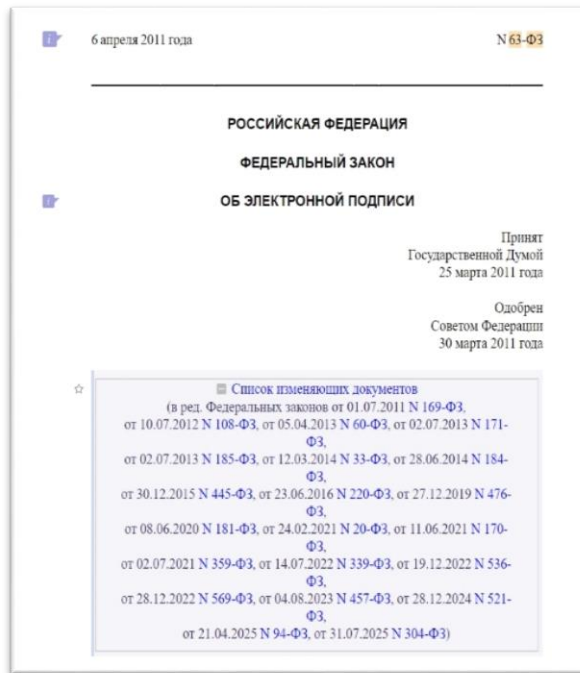 6 апреля 2011 года N 63-ФЗ
РОССИЙСКАЯ ФЕДЕРАЦИЯ
ФЕДЕРАЛЬНЫЙ ЗАКОН
ОБ ЭЛЕКТРОННОЙ ПОДПИСИ
Принят
Государственной Думой
25 марта 2011 года
Одобрен
Советом Федерации
30 марта 2011 года
Список изменяющих документов
(в ред. Федеральных законов от 01.07.2011 N 169-ФЗ,
от 10.07.2012 N 108-ФЗ, от 05.04.2013 N 60-ФЗ, от 02.07.2013 N 171-
ФЗ,
от 02.07.2013 N 185-ФЗ, от 12.03.2014 N 33-ФЗ, от 28.06.2014 N 184-
ФЗ,
от 30.12.2015 N 445-ФЗ, от 23.06.2016 N 220-ФЗ, от 27.12.2019 N 476-
ФЗ,
от 08.06.2020 N 181-ФЗ, от 24.02.2021 N 20-ФЗ, от 11.06.2021 N 170-
ФЗ,
от 02.07.2021 N 359-ФЗ, от 14.07.2022 N 339-ФЗ, от 19.12.2022 N 536-
ФЗ,
от 28.12.2022 N 569-ФЗ, от 04.08.2023 N 457-ФЗ, от 28.12.2024 N 521-
ФЗ,
от 21.04.2025 N 94-ФЗ, от 31.07.2025 N 304-ФЗ)